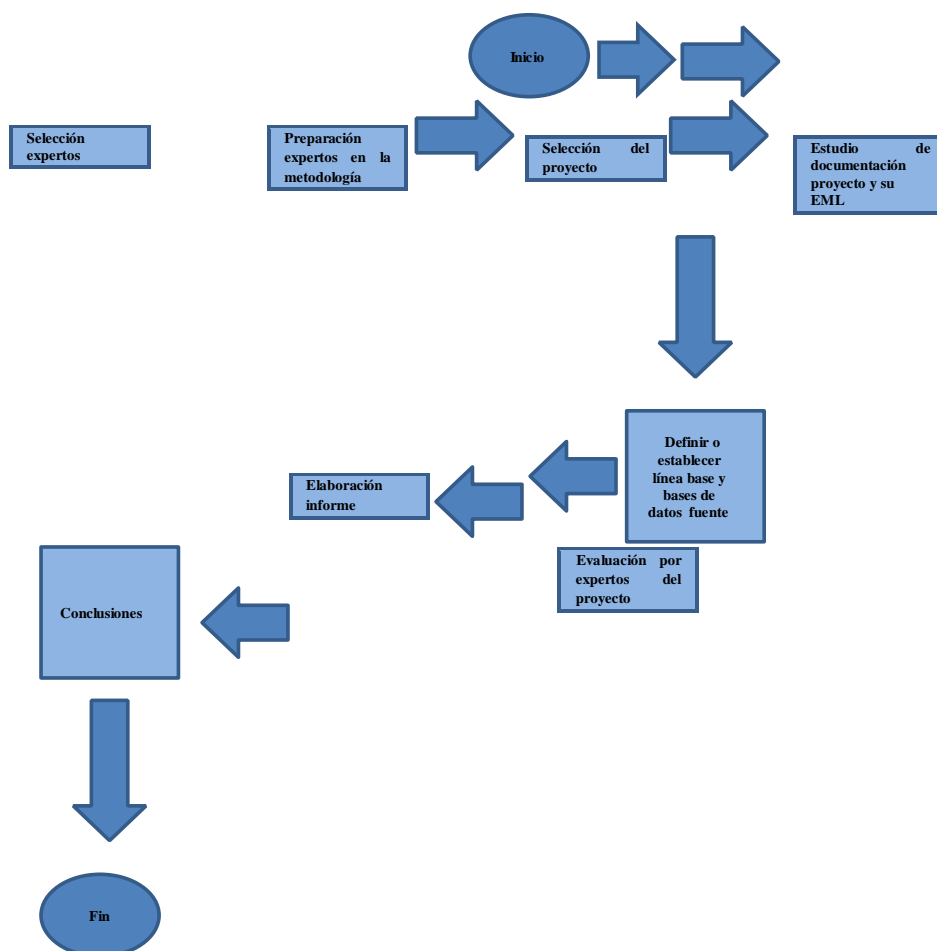 Inicio
Selección
expertos
Preparación
expertos en la
metodología
Selección del
proyecto
Estudio de
documentación
proyecto y su
EML
Definir o
establecer
línea base y
bases de
datos fuente
Elaboración
informe
Evaluación por
expertos del
proyecto
Conclusiones
Fin